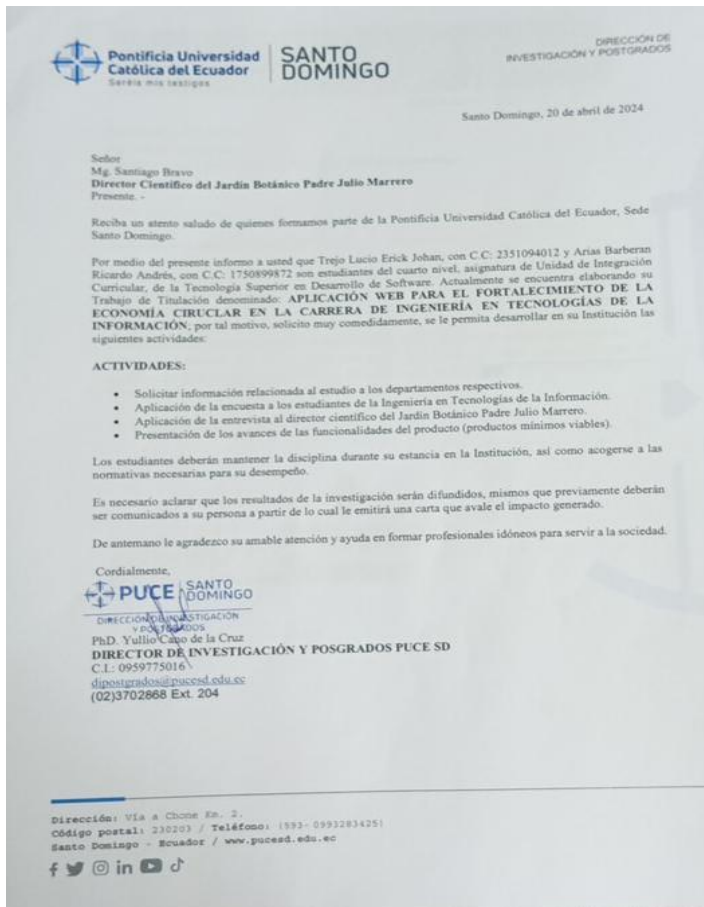 Pontificia Universidad
Católica del Ecuador
Seréis mis testigos
SANTO
DOMINGO
DIRECCIÓN DE
INVESTIGACIÓN Y POSTGRADOS
Santo Domingo, 20 de abril de 2024
Señor
Mg. Santiago Bravo
Director Científico del Jardín Botánico Padre Julio Marrero
Presente. -
Reciba un atento saludo de quienes formamos parte de la Pontificia Universidad Católica del Ecuador, Sede
Santo Domingo.
Por medio del presente informo a usted que Trejo Lucio Erick Johan, con C.C: 2351094012 y Arias Barberan
Ricardo Andrés, con C.C: 1750899872 son estudiantes del cuarto nivel, asignatura de Unidad de Integración
Curricular, de la Tecnología Superior en Desarrollo de Software. Actualmente se encuentra elaborando su
Trabajo de Titulación denominado: APLICACIÓN WEB PARA EL FORTALECIMIENTO DE LA
ECONOMÍA CIRUCLAR EN LA CARRERA DE INGENIERÍA EN TECNOLOGÍAS DE LA
INFORMACIÓN; por tal motivo, solicito muy comedidamente, se le permita desarrollar en su Institución las
siguientes actividades:
ACTIVIDADES:
• Solicitar información relacionada al estudio a los departamentos respectivos.
• Aplicación de la encuesta a los estudiantes de la Ingeniería en Tecnologías de la Información.
• Aplicación de la entrevista al director científico del Jardín Botánico Padre Julio Marrero.
• Presentación de los avances de las funcionalidades del producto (productos mínimos viables).
Los estudiantes deberán mantener la disciplina durante su estancia en la Institución, así como acogerse a las
normativas necesarias para su desempeño.
Es necesario aclarar que los resultados de la investigación serán difundidos, mismos que previamente deberán
ser comunicados a su persona a partir de lo cual le emitirá una carta que avale el impacto generado.
De antemano le agradezco su amable atención y ayuda en formar profesionales idóneos para servir a la sociedad.
Cordialmente,
PUCE SANTO
DOMINGO
DIRECCIÓN DE INVESTIGACIÓN
Y POSTGRADOS
PhD. Yullio Cano de la Cruz
DIRECTOR DE INVESTIGACIÓN Y POSGRADOS PUCE SD
C.I.: 0959775016
dipostgrados@pucesd.edu.ec
(02)3702868 Ext. 204
Dirección: Vía a Chone Km. 2.
Código postal: 230203 / Teléfono: (593- 0993283425)
Santo Domingo - Ecuador / www.pucesd.edu.ec